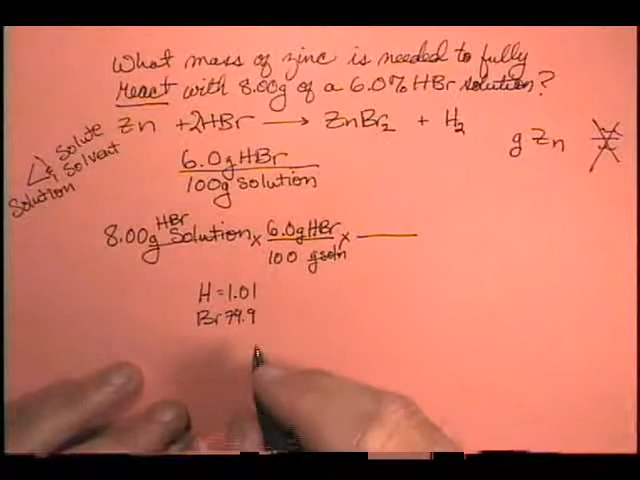 What mass of zinc is needed to fully
react with 8.00g of a 6.0% HBr solution?
Zn + 2HBr → ZnBr₂ + H₂
g Zn
Solute
Solvent
Solution
6.0g HBr
100g solution
8.00g HBr Solution x 6.0g HBr x
100 g soln
H = 1.01
Br 79.9